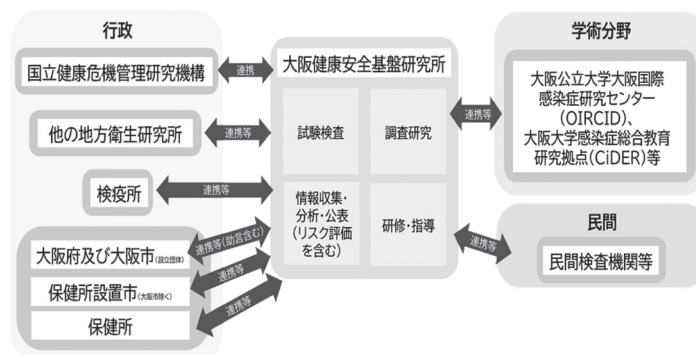 行政
国立健康危機管理研究機構
連携
他の地方衛生研究所
連携等
検疫所
連携等
大阪府及び大阪市(設立団体)
連携等(助言含む)
保健所設置市(大阪市除く)
連携等
保健所
連携等
大阪健康安全基盤研究所
試験検査
調査研究
情報収集・
分析・公表
(リスク評価
を含む)
研修・指導
連携等
学術分野
大阪公立大学大阪国際
感染症研究センター
(OIRCID)、
大阪大学感染症総合教育
研究拠点(CiDER)等
連携等
民間
民間検査機関等